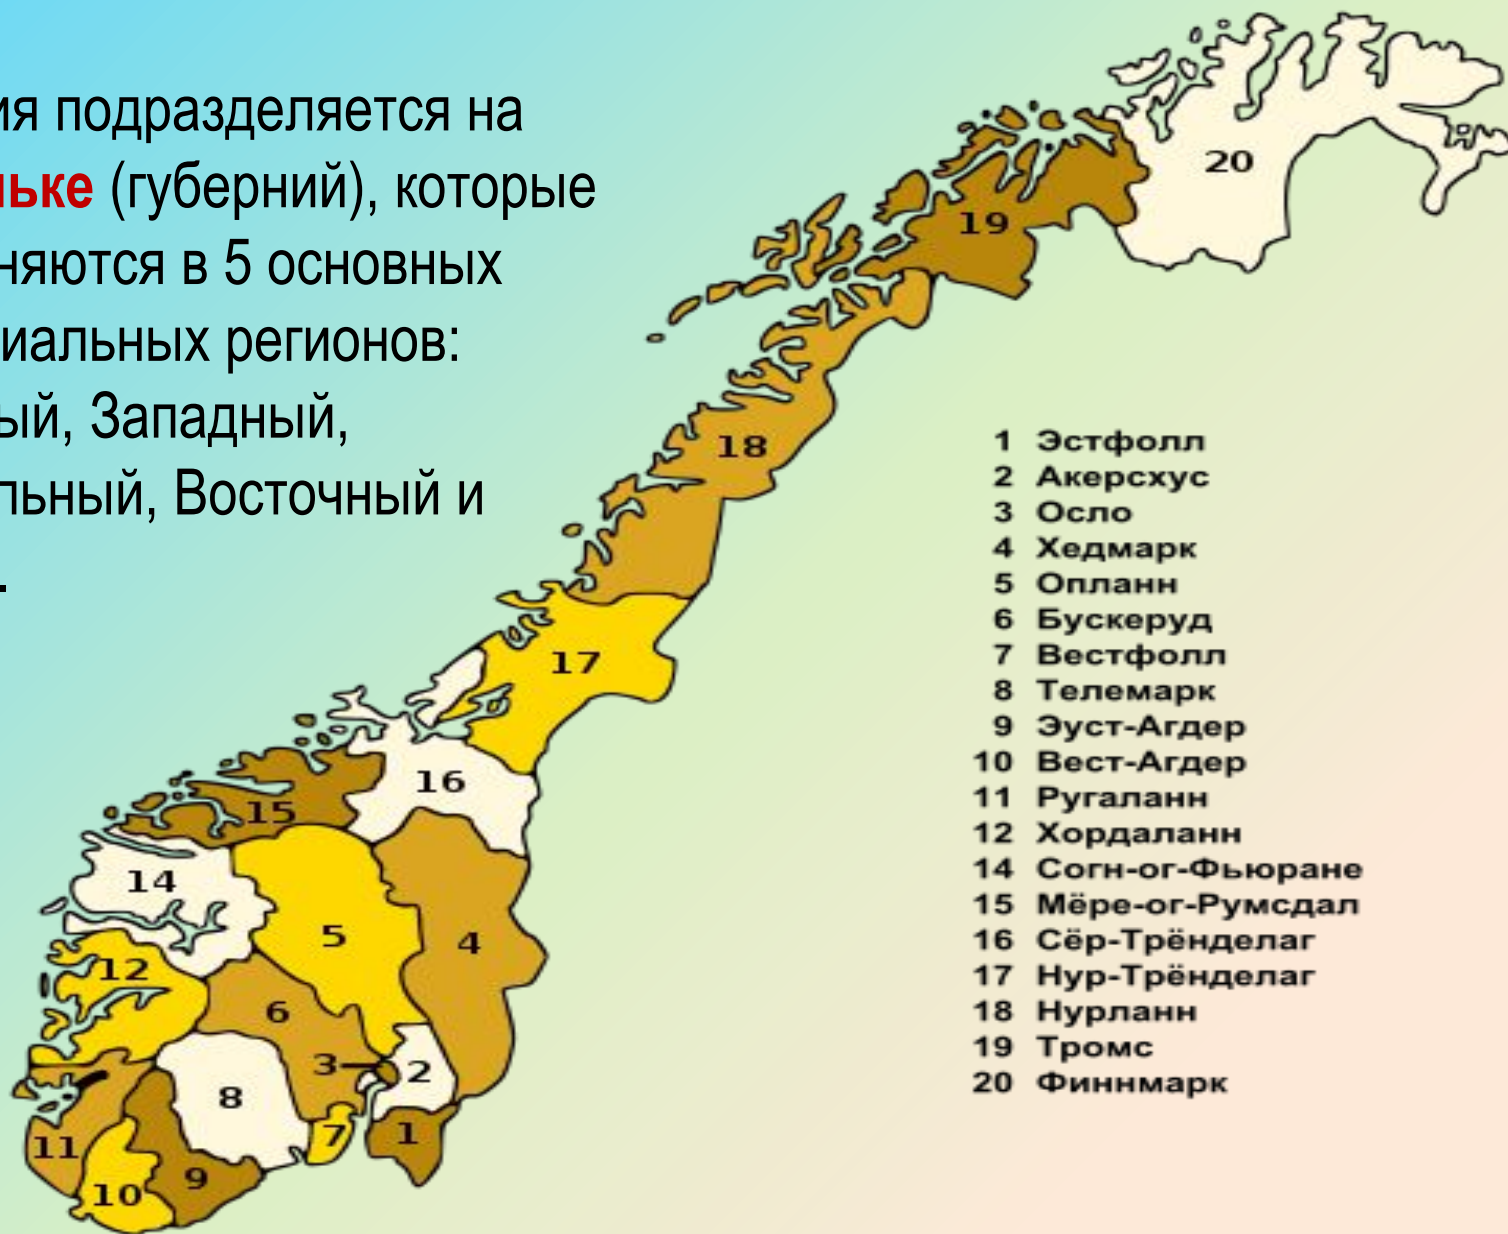 ия подразделяется на
льке (губерний), которые
няются в 5 основных
иальных регионов:
ый, Западный,
льный, Восточный и
.
20
19
18
17
16
15
14
5
4
12
6
3
2
8
7
1
11
9
10
1 Эстфолл
2 Акерсхус
3 Осло
4 Хедмарк
5 Опланн
6 Бускеруд
7 Вестфолл
8 Телемарк
9 Эуст-Агдер
10 Вест-Агдер
11 Ругаланн
12 Хордаланн
14 Согн-ог-Фьюране
15 Мёре-ог-Румсдал
16 Сёр-Трёнделаг
17 Нур-Трёнделаг
18 Нурланн
19 Тромс
20 Финнмарк